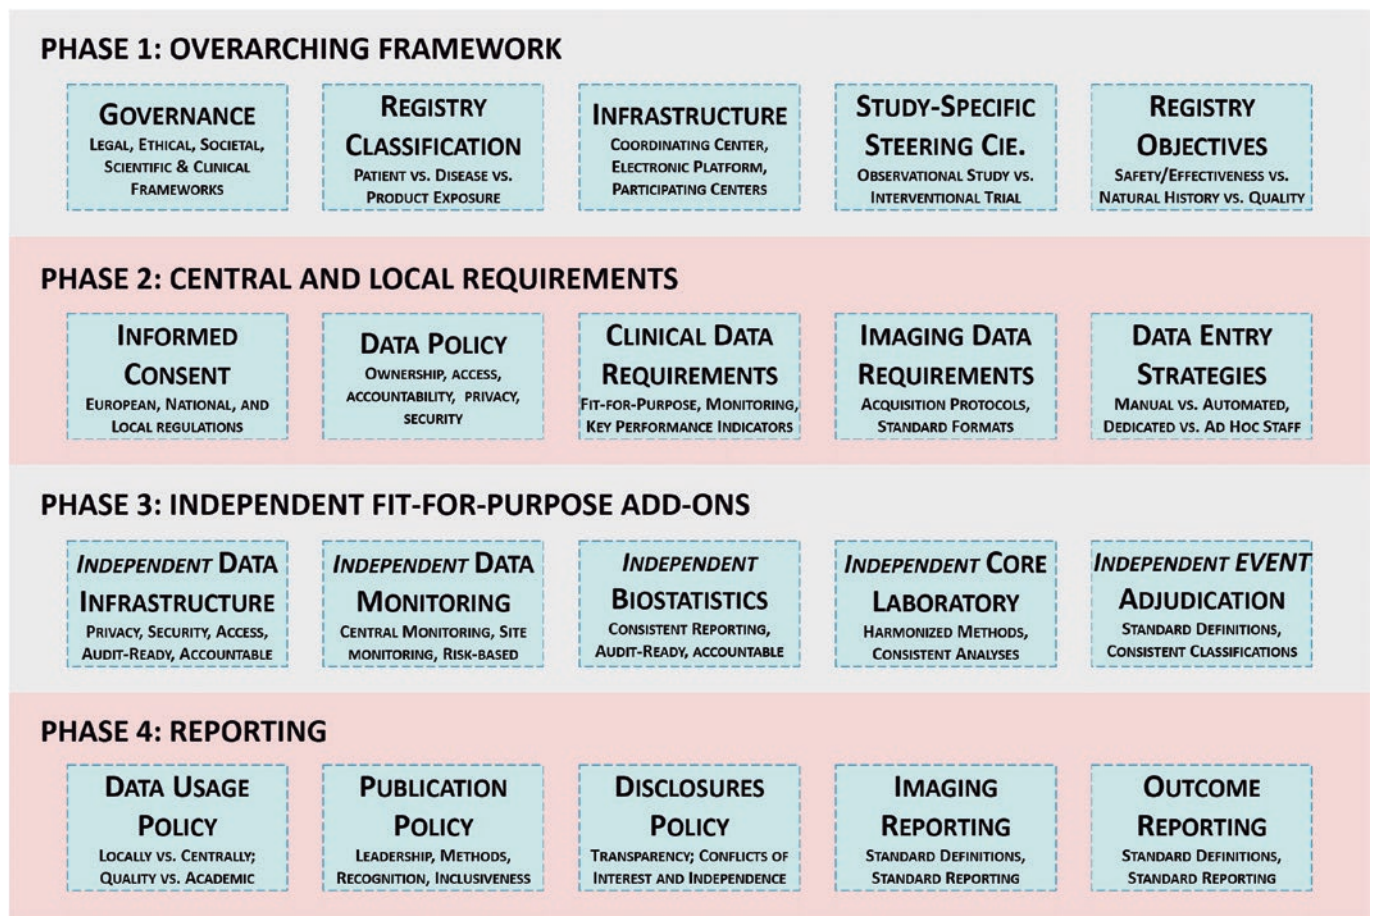 PHASE 1: OVERARCHING FRAMEWORK
GOVERNANCE
LEGAL, ETHICAL, SOCIETAL,
SCIENTIFIC & CLINICAL
FRAMEWORKS
REGISTRY
CLASSIFICATION
PATIENT VS. DISEASE VS.
PRODUCT EXPOSURE
INFRASTRUCTURE
COORDINATING CENTER,
ELECTRONIC PLATFORM,
PARTICIPATING CENTERS
STUDY-SPECIFIC
STEERING CIE.
OBSERVATIONAL STUDY VS.
INTERVENTIONAL TRIAL
REGISTRY
OBJECTIVES
SAFETY/EFFECTIVENESS VS.
NATURAL HISTORY VS. QUALITY
PHASE 2: CENTRAL AND LOCAL REQUIREMENTS
INFORMED
CONSENT
EUROPEAN, NATIONAL, AND
LOCAL REGULATIONS
DATA POLICY
OWNERSHIP, ACCESS,
ACCOUNTABILITY, PRIVACY,
SECURITY
CLINICAL DATA
REQUIREMENTS
FIT-FOR-PURPOSE, MONITORING,
KEY PERFORMANCE INDICATORS
IMAGING DATA
REQUIREMENTS
ACQUISITION PROTOCOLS,
STANDARD FORMATS
DATA ENTRY
STRATEGIES
MANUAL VS. AUTOMATED,
DEDICATED VS. AD HOC STAFF
PHASE 3: INDEPENDENT FIT-FOR-PURPOSE ADD-ONS
INDEPENDENT DATA
INFRASTRUCTURE
PRIVACY, SECURITY, ACCESS,
AUDIT-READY, ACCOUNTABLE
INDEPENDENT DATA
MONITORING
CENTRAL MONITORING, SITE
MONITORING, RISK-BASED
INDEPENDENT
BIOSTATISTICS
CONSISTENT REPORTING,
AUDIT-READY, ACCOUNTABLE
INDEPENDENT CORE
LABORATORY
HARMONIZED METHODS,
CONSISTENT ANALYSES
INDEPENDENT EVENT
ADJUDICATION
STANDARD DEFINITIONS,
CONSISTENT CLASSIFICATIONS
PHASE 4: REPORTING
DATA USAGE
POLICY
LOCALLY VS. CENTRALLY;
QUALITY VS. ACADEMIC
PUBLICATION
POLICY
LEADERSHIP, METHODS,
RECOGNITION, INCLUSIVENESS
DISCLOSURES
POLICY
TRANSPARENCY; CONFLICTS OF
INTEREST AND INDEPENDENCE
IMAGING
REPORTING
STANDARD DEFINITIONS,
STANDARD REPORTING
OUTCOME
REPORTING
STANDARD DEFINITIONS,
STANDARD REPORTING